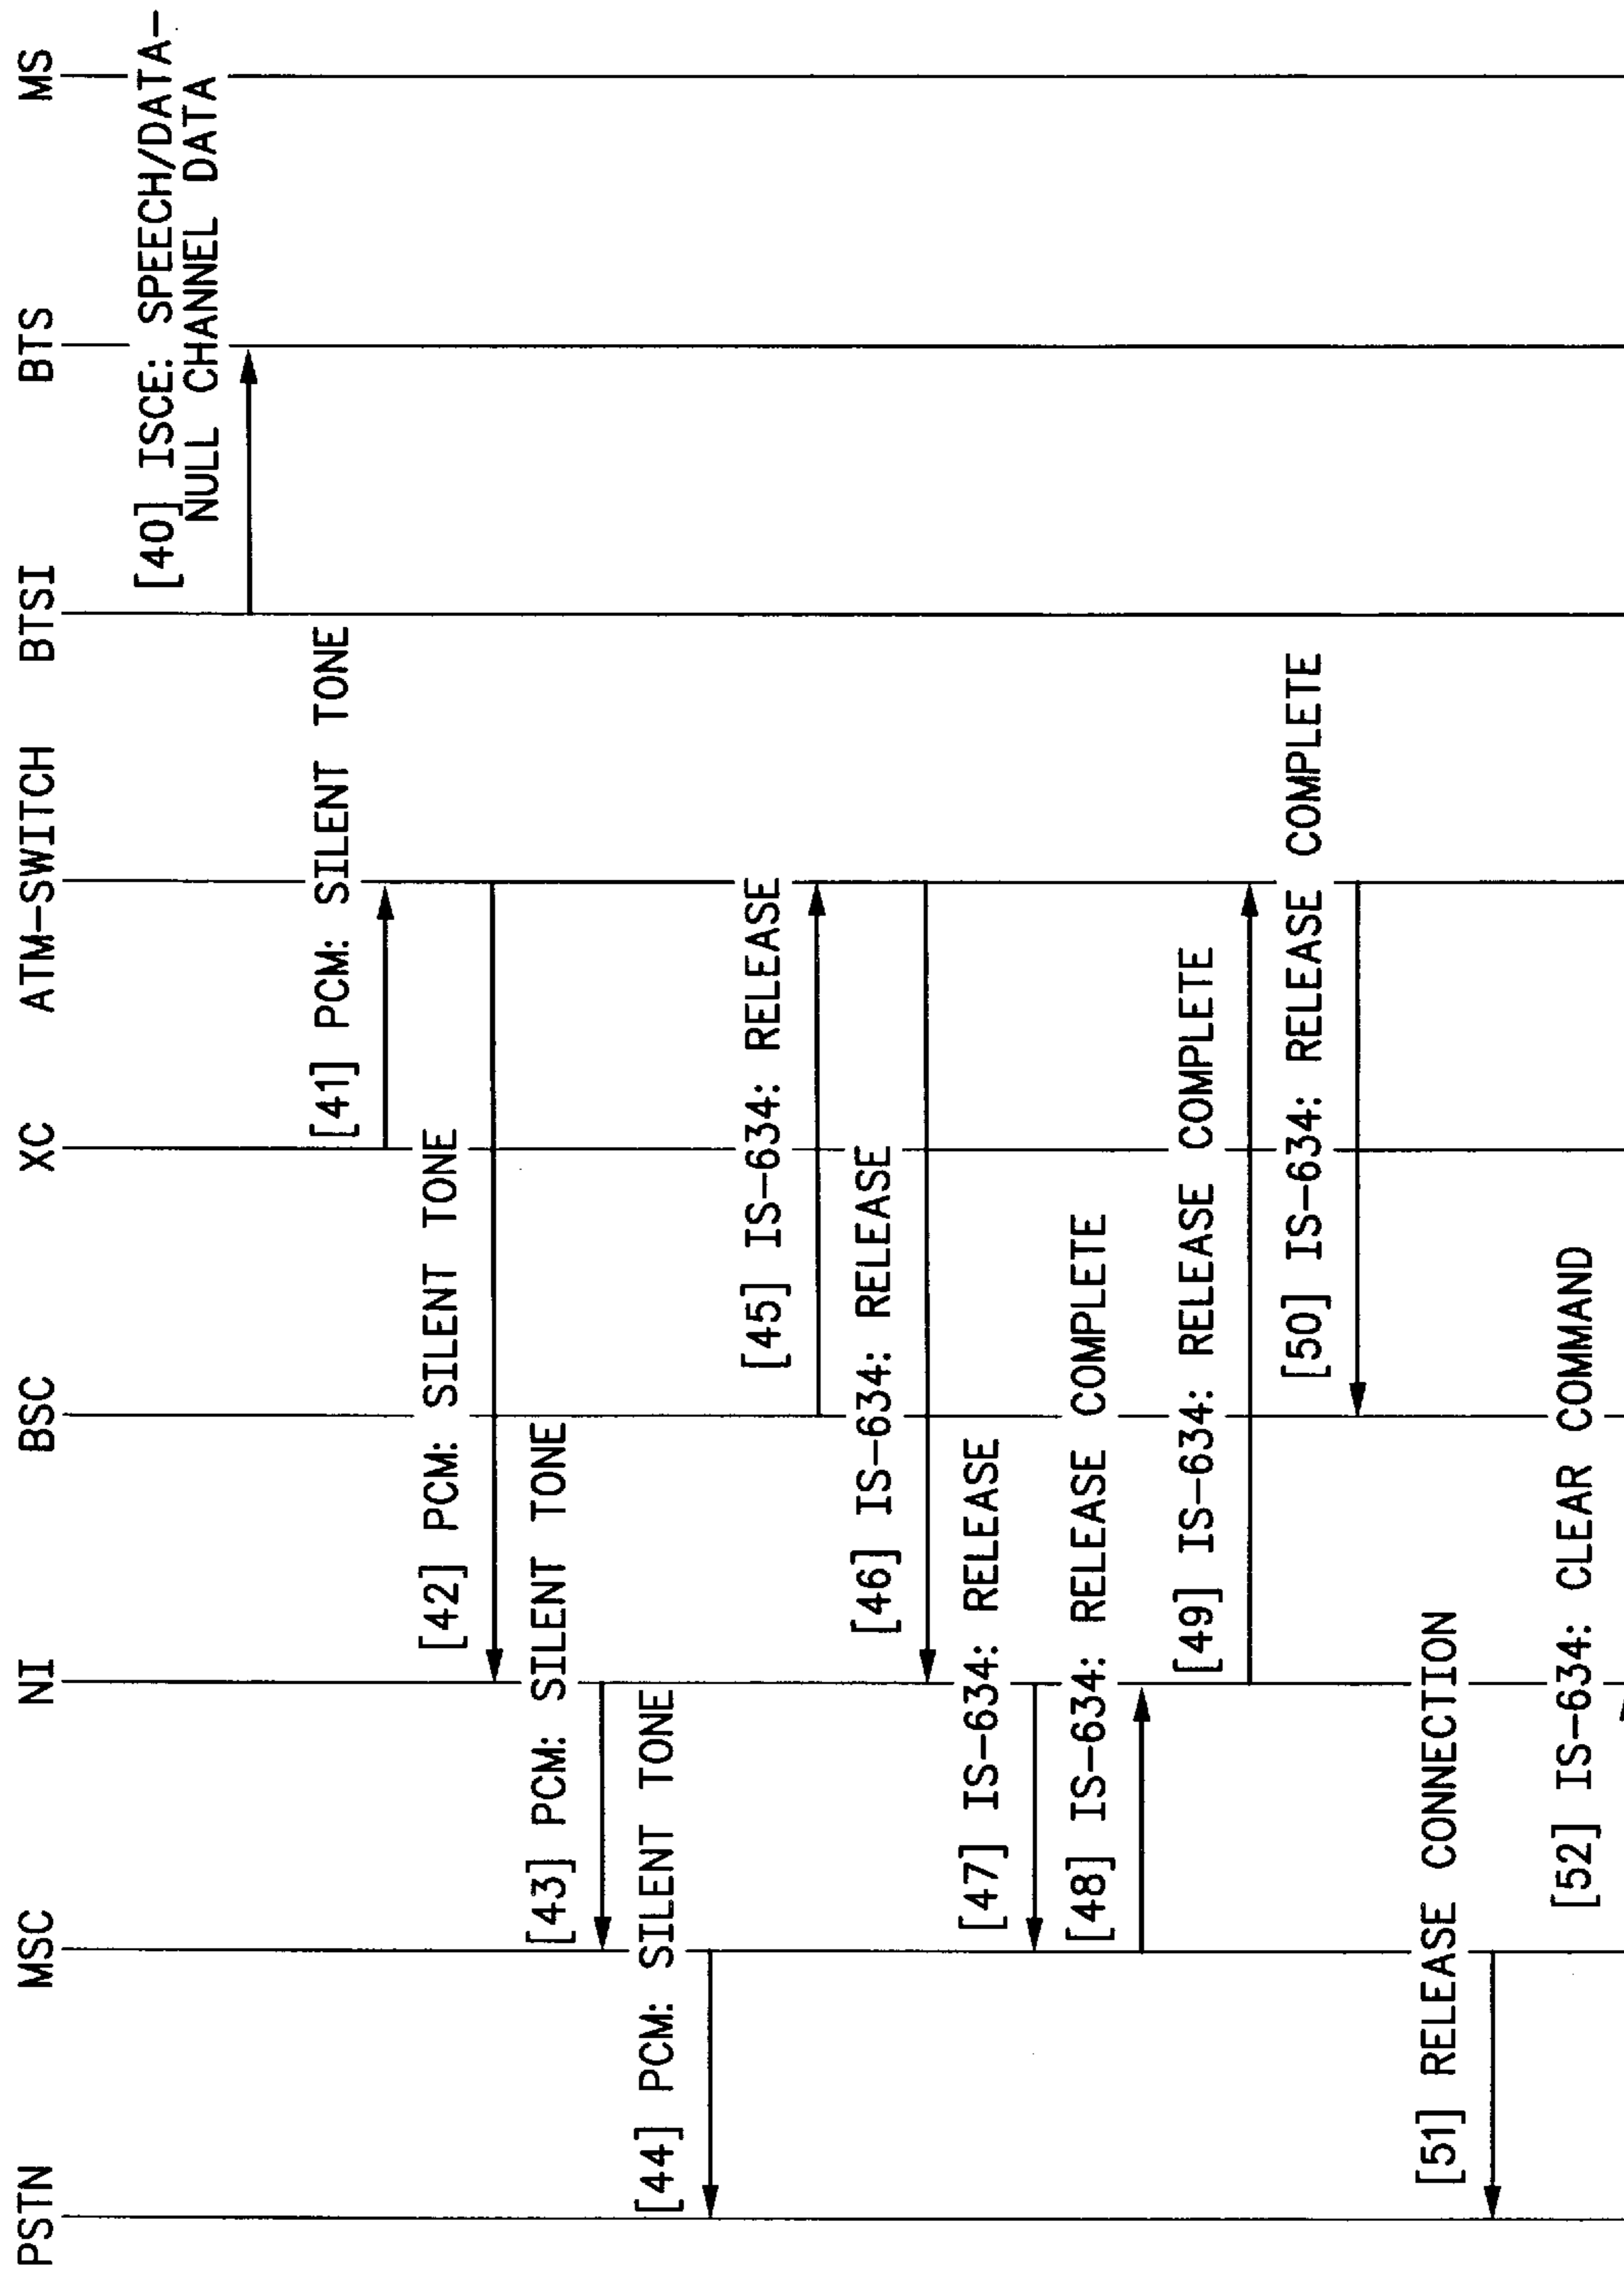 PSTN
MSC
NI
BSC
XC
ATM-SWITCH
BTSI
BTS
MS
[40] ISCE: SPEECH/DATA-
NULL CHANNEL DATA
[41] PCM: SILENT TONE
[42] PCM: SILENT TONE
[43] PCM: SILENT TONE
[44] PCM: SILENT TONE
[45] IS-634: RELEASE
[46] IS-634: RELEASE
[47] IS-634: RELEASE
[48] IS-634: RELEASE COMPLETE
[49] IS-634: RELEASE COMPLETE
[50] IS-634: RELEASE COMPLETE
[51] RELEASE CONNECTION
[52] IS-634: CLEAR COMMAND